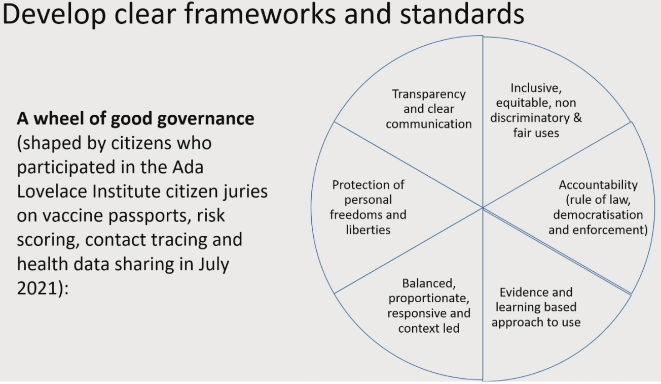 Develop clear frameworks and standards
A wheel of good governance
(shaped by citizens who
participated in the Ada
Lovelace Institute citizen juries
on vaccine passports, risk
scoring, contact tracing and
health data sharing in July
2021):
Transparency
and clear
communication
Inclusive,
equitable, non
discriminatory &
fair uses
Protection of
personal
freedoms and
liberties
Accountability
(rule of law,
democratisation
and enforcement)
Balanced,
proportionate,
responsive and
context led
Evidence and
learning based
approach to use